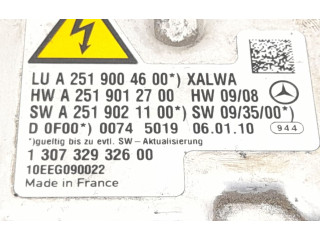 LU A 251 900 46 00*) XALWA
HW A 251 901 27 00 HW 09/08
SW A 251 902 11 00*) SW 09/35/00*)
D 0F00*) 0074 5019 06.01.10 944
*)gueltig bis zu evtl. SW - Aktualisierung
1 307 329 326 00
10EEG090022
Made in France